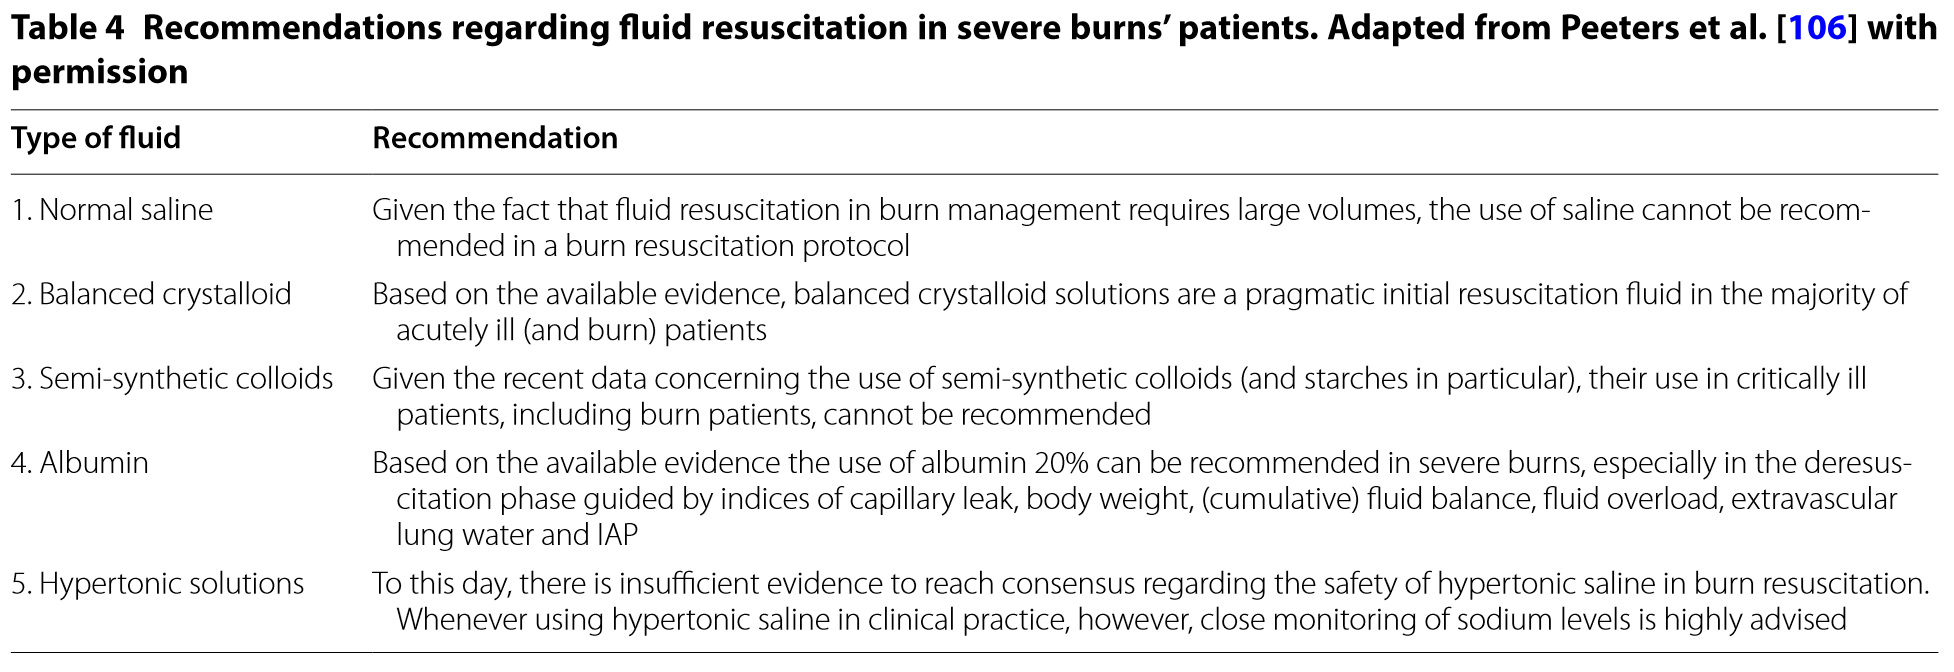 Table 4 Recommendations regarding fluid resuscitation in severe burns’ patients. Adapted from Peeters et al. [106] with
permission
Type of fluid Recommendation
1. Normal saline Given the fact that fluid resuscitation in burn management requires large volumes, the use of saline cannot be recom-
mended in a burn resuscitation protocol
2. Balanced crystalloid Based on the available evidence, balanced crystalloid solutions are a pragmatic initial resuscitation fluid in the majority of
acutely ill (and burn) patients
3. Semi-synthetic colloids Given the recent data concerning the use of semi-synthetic colloids (and starches in particular), their use in critically ill
patients, including burn patients, cannot be recommended
4. Albumin Based on the available evidence the use of albumin 20% can be recommended in severe burns, especially in the deresus-
citation phase guided by indices of capillary leak, body weight, (cumulative) fluid balance, fluid overload, extravascular
lung water and IAP
5. Hypertonic solutions To this day, there is insufficient evidence to reach consensus regarding the safety of hypertonic saline in burn resuscitation.
Whenever using hypertonic saline in clinical practice, however, close monitoring of sodium levels is highly advised